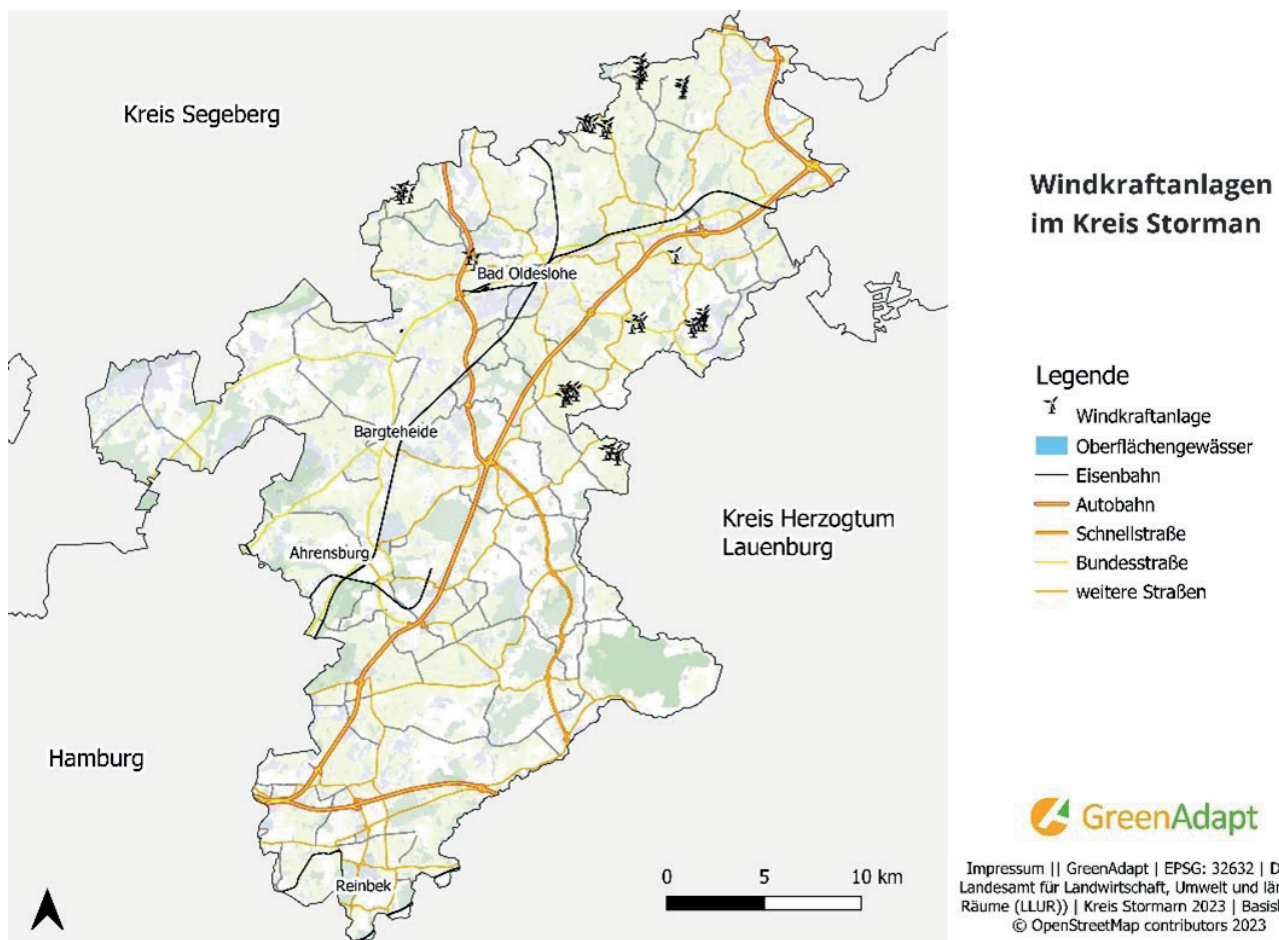 Kreis Segeberg
Bad Oldeslohe
Bargteheide
Ahrensburg
Kreis Herzogtum
Lauenburg
Hamburg
Reinbek
0 5 10 km
Windkraftanlagen
im Kreis Storman
Legende
Windkraftanlage
Oberflächengewässer
Eisenbahn
Autobahn
Schnellstraße
Bundesstraße
weitere Straßen
GreenAdapt
Impressum || GreenAdapt | EPSG: 32632 | D
Landesamt für Landwirtschaft, Umwelt und lär
Räume (LLUR)) | Kreis Stormarn 2023 | Basis
© OpenStreetMap contributors 2023